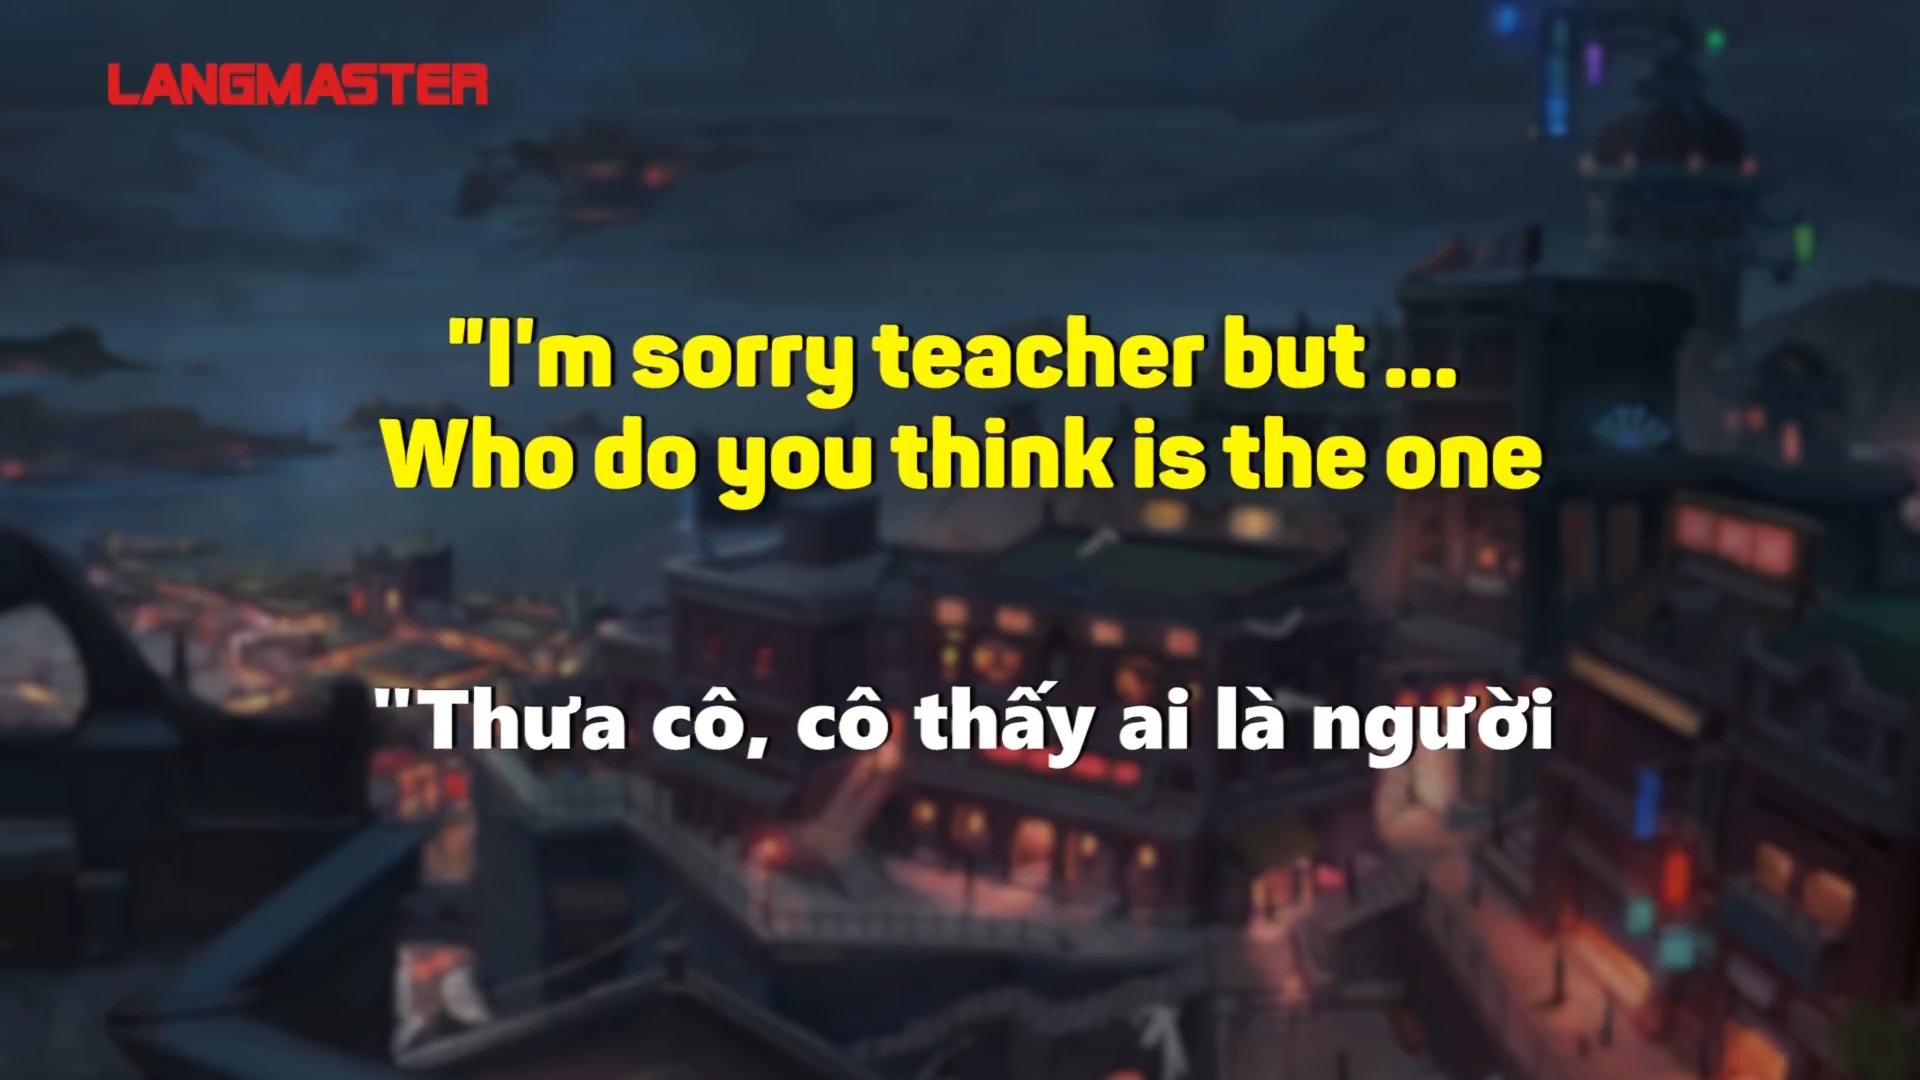 LANGMASTER
"I'm sorry teacher but ...
Who do you think is the one
"Thưa cô, cô thấy ai là người